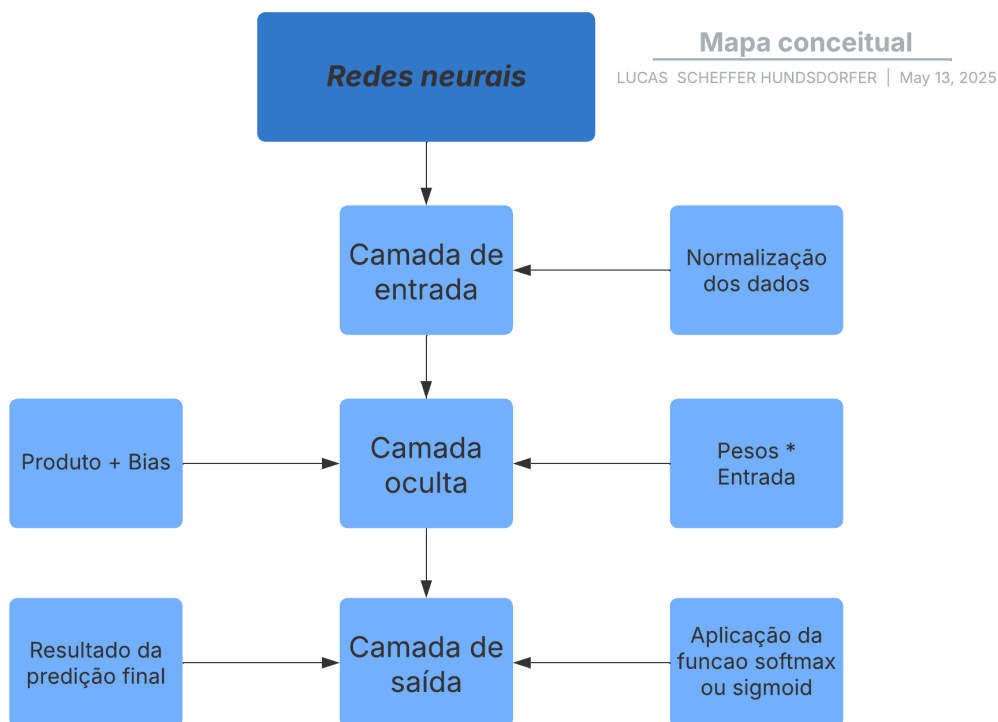 Mapa conceitual
LUCAS SCHEFFER HUNDSDORFER | May 13, 2025
Redes neurais
Camada de
entrada
Normalização
dos dados
Produto + Bias
Camada
oculta
Pesos *
Entrada
Resultado da
predição final
Camada de
saída
Aplicação da
funcao softmax
ou sigmoid